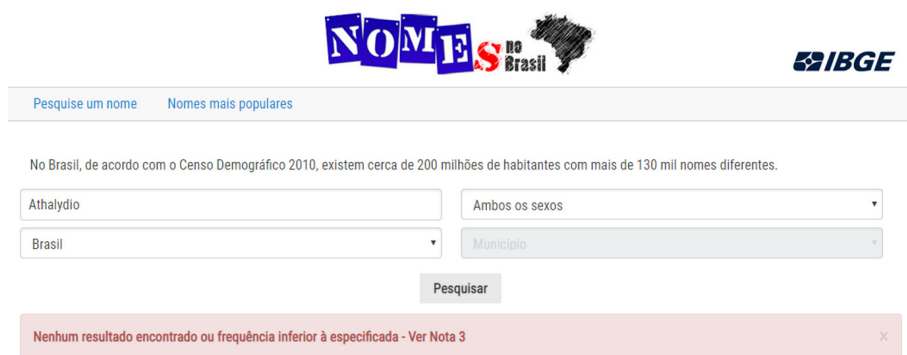 NOMES no Brasil
IBGE
Pesquise um nome Nomes mais populares
No Brasil, de acordo com o Censo Demográfico 2010, existem cerca de 200 milhões de habitantes com mais de 130 mil nomes diferentes.
Athalydio Ambos os sexos
Brasil Município
Pesquisar
Nenhum resultado encontrado ou frequência inferior à especificada - Ver Nota 3 ×